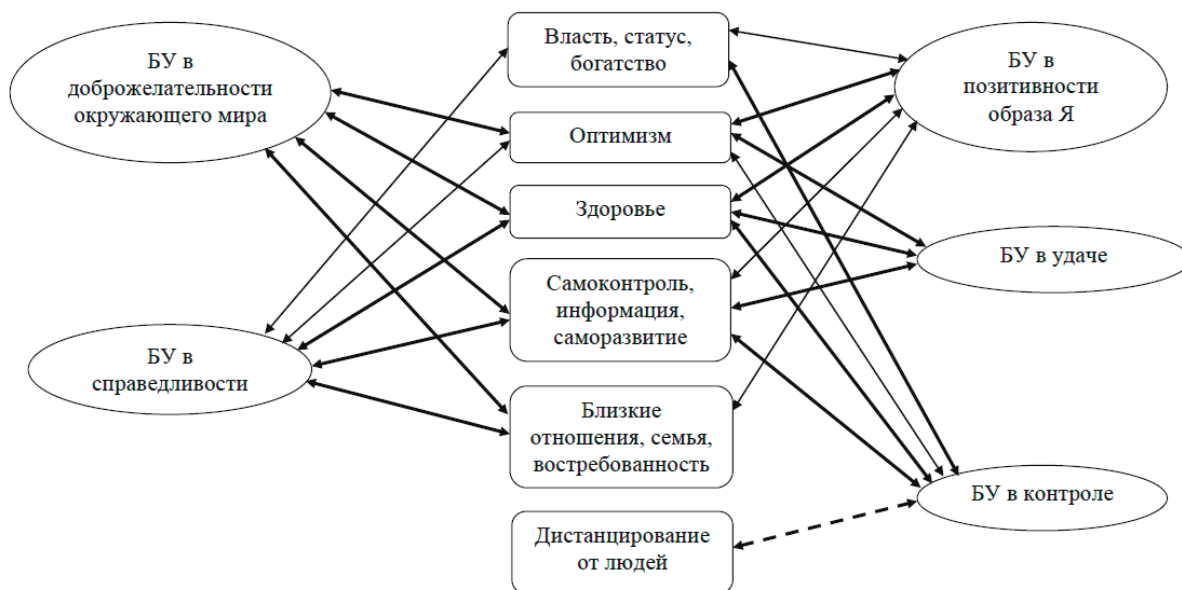 БУ в
доброжелательности
окружающего мира
БУ в
справедливости
Власть, статус,
богатство
Оптимизм
Здоровье
Самоконтроль,
информация,
саморазвитие
Близкие
отношения, семья,
востребованность
Дистанцирование
от людей
БУ в
позитивности
образа Я
БУ в удаче
БУ в контроле